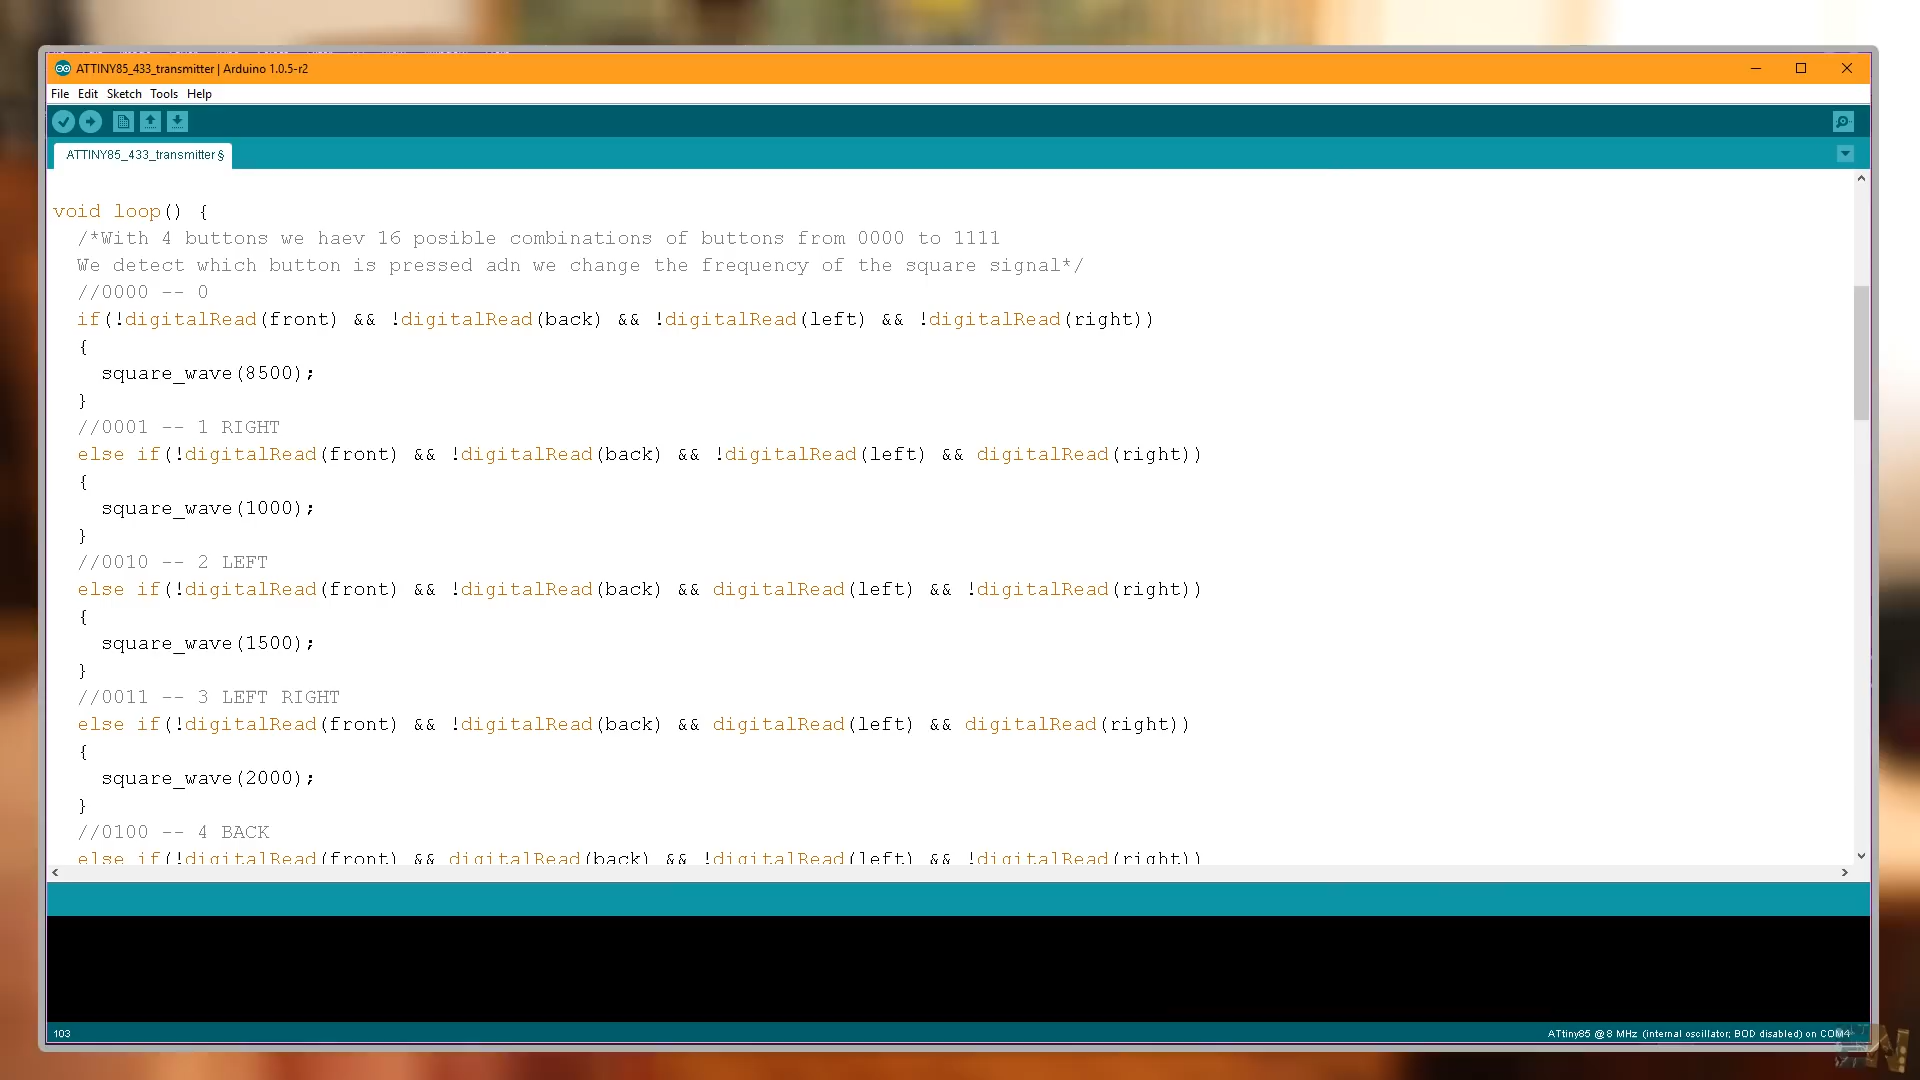 ATTINY85_433_transmitter | Arduino 1.0.5-r2
File Edit Sketch Tools Help
ATTINY85_433_transmitter §
void loop() {
/*With 4 buttons we haev 16 posible combinations of buttons from 0000 to 1111
We detect which button is pressed adn we change the frequency of the square signal*/
//0000 -- 0
if(!digitalRead(front) && !digitalRead(back) && !digitalRead(left) && !digitalRead(right))
{
square_wave(8500);
}
//0001 -- 1 RIGHT
else if(!digitalRead(front) && !digitalRead(back) && !digitalRead(left) && digitalRead(right))
{
square_wave(1000);
}
//0010 -- 2 LEFT
else if(!digitalRead(front) && !digitalRead(back) && digitalRead(left) && !digitalRead(right))
{
square_wave(1500);
}
//0011 -- 3 LEFT RIGHT
else if(!digitalRead(front) && !digitalRead(back) && digitalRead(left) && digitalRead(right))
{
square_wave(2000);
}
//0100 -- 4 BACK
else if(!digitalRead(front) && digitalRead(back) && !digitalRead(left) && !digitalRead(right))
103
ATtiny85 @ 8 MHz (internal oscillator; BOD disabled) on COM4